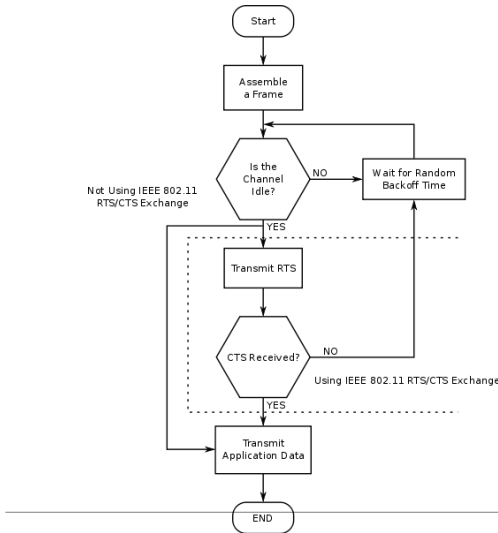 Start
Assemble
a Frame
Is the
Channel
Idle?
NO
Wait for Random
Backoff Time
Not Using IEEE 802.11
RTS/CTS Exchange
YES
Transmit RTS
CTS Received?
NO
Using IEEE 802.11 RTS/CTS Exchange
YES
Transmit
Application Data
END